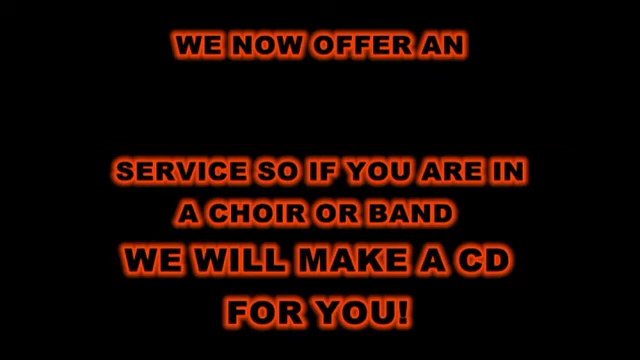 WE NOW OFFER AN
SERVICE SO IF YOU ARE IN
A CHOIR OR BAND
WE WILL MAKE A CD
FOR YOU!